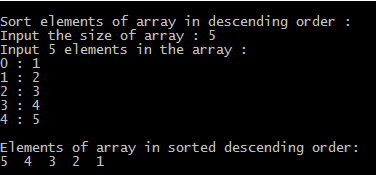 Sort elements of array in descending order :
Input the size of array : 5
Input 5 elements in the array :
0 : 1
1 : 2
2 : 3
3 : 4
4 : 5
Elements of array in sorted descending order:
5  4  3  2  1